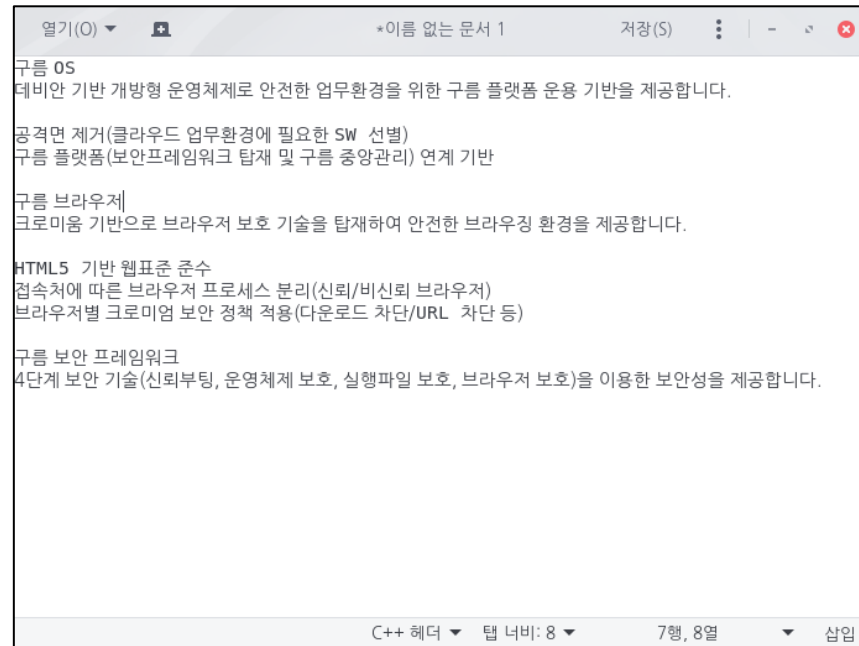 열기(O)
*이름 없는 문서 1
저장(S)
구름 OS
데비안 기반 개방형 운영체제로 안전한 업무환경을 위한 구름 플랫폼 운용 기반을 제공합니다.
공격면 제거(클라우드 업무환경에 필요한 SW 선별)
구름 플랫폼(보안프레임워크 탑재 및 구름 중앙관리) 연계 기반
구름 브라우저
크로미움 기반으로 브라우저 보호 기술을 탑재하여 안전한 브라우징 환경을 제공합니다.
HTML5 기반 웹표준 준수
접속처에 따른 브라우저 프로세스 분리(신뢰/비신뢰 브라우저)
브라우저별 크로미엄 보안 정책 적용(다운로드 차단/URL 차단 등)
구름 보안 프레임워크
4단계 보안 기술(신뢰부팅, 운영체제 보호, 실행파일 보호, 브라우저 보호)을 이용한 보안성을 제공합니다.
C++ 헤더
탭 너비: 8
7행, 8열
삽입